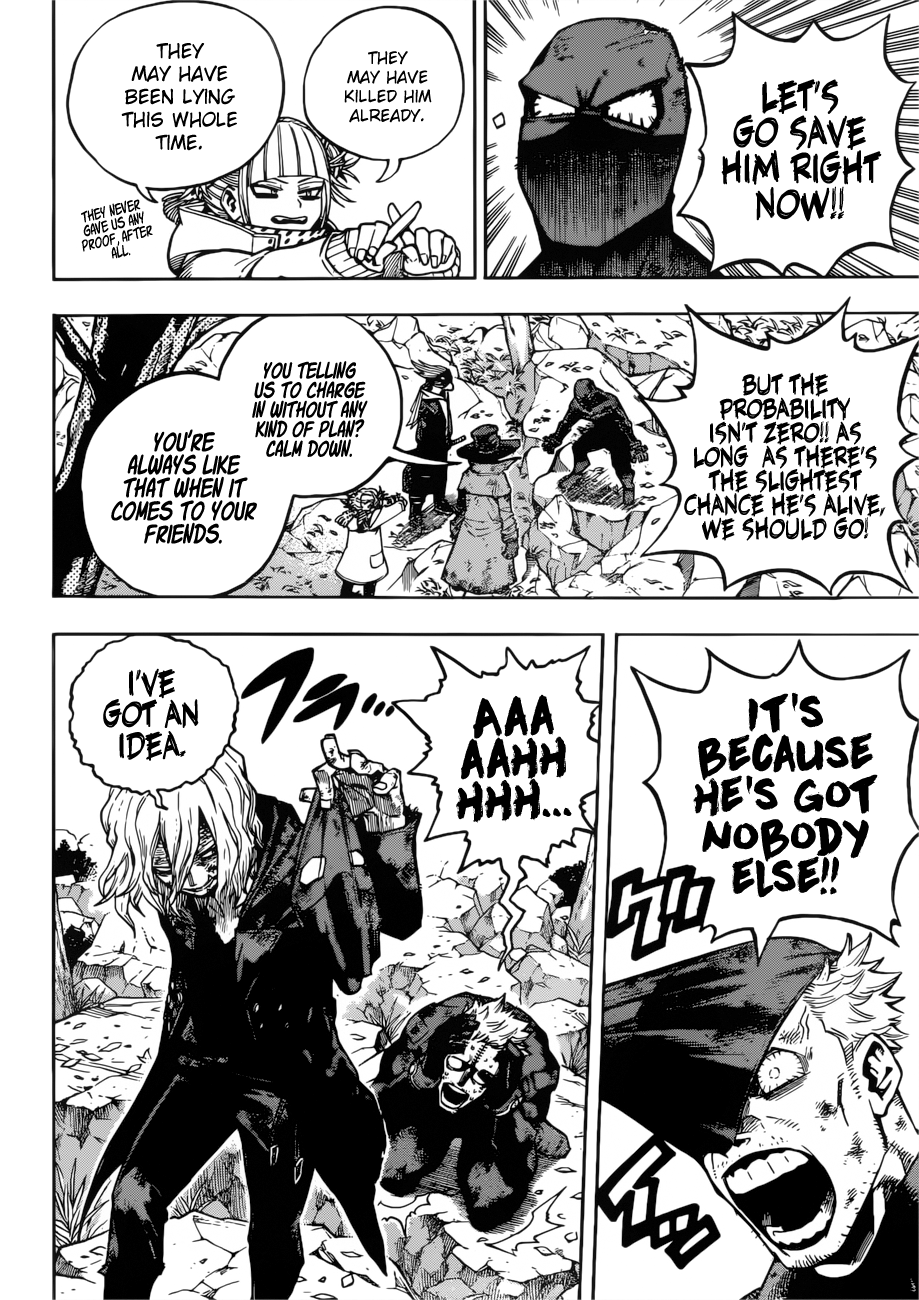 LET'S
GO SAVE
HIM RIGHT
NOW!!
THEY
MAY HAVE
KILLED HIM
ALREADY.
THEY
MAY HAVE
BEEN LYING
THIS WHOLE
TIME.
THEY NEVER
GAVE US ANY
PROOF, AFTER
ALL.
BUT THE
PROBABILITY
ISN'T ZERO!! AS
LONG AS THERE'S
THE SLIGHTEST
CHANCE HE'S ALIVE,
WE SHOULD GO!
YOU TELLING
US TO CHARGE
IN WITHOUT ANY
KIND OF PLAN?
CALM DOWN.
YOU'RE
ALWAYS LIKE
THAT WHEN IT
COMES TO YOUR
FRIENDS.
IT'S
BECAUSE
HE'S GOT
NOBODY
ELSE!!
AAA
AAHH
HHH...
フラ...
I'VE
GOT AN
IDEA.